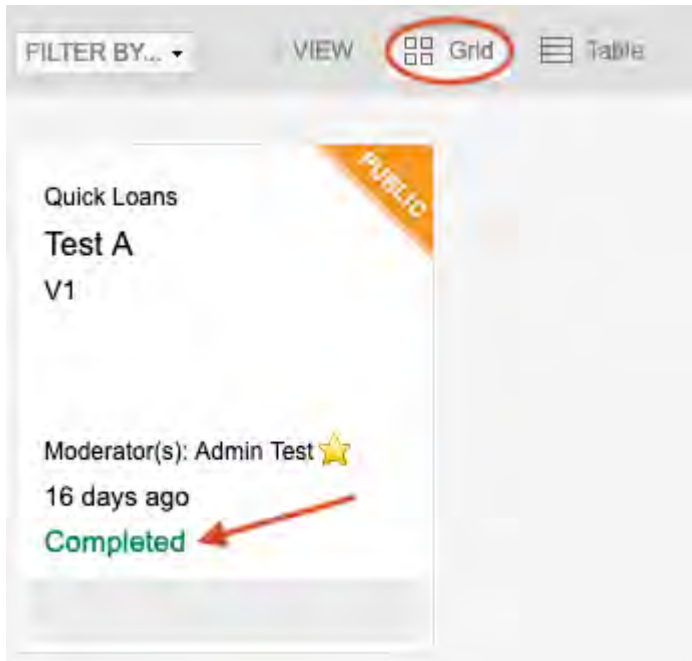 FILTER BY... VIEW Grid Table
PUBLIC
Quick Loans
Test A
V1
Moderator(s): Admin Test
16 days ago
Completed